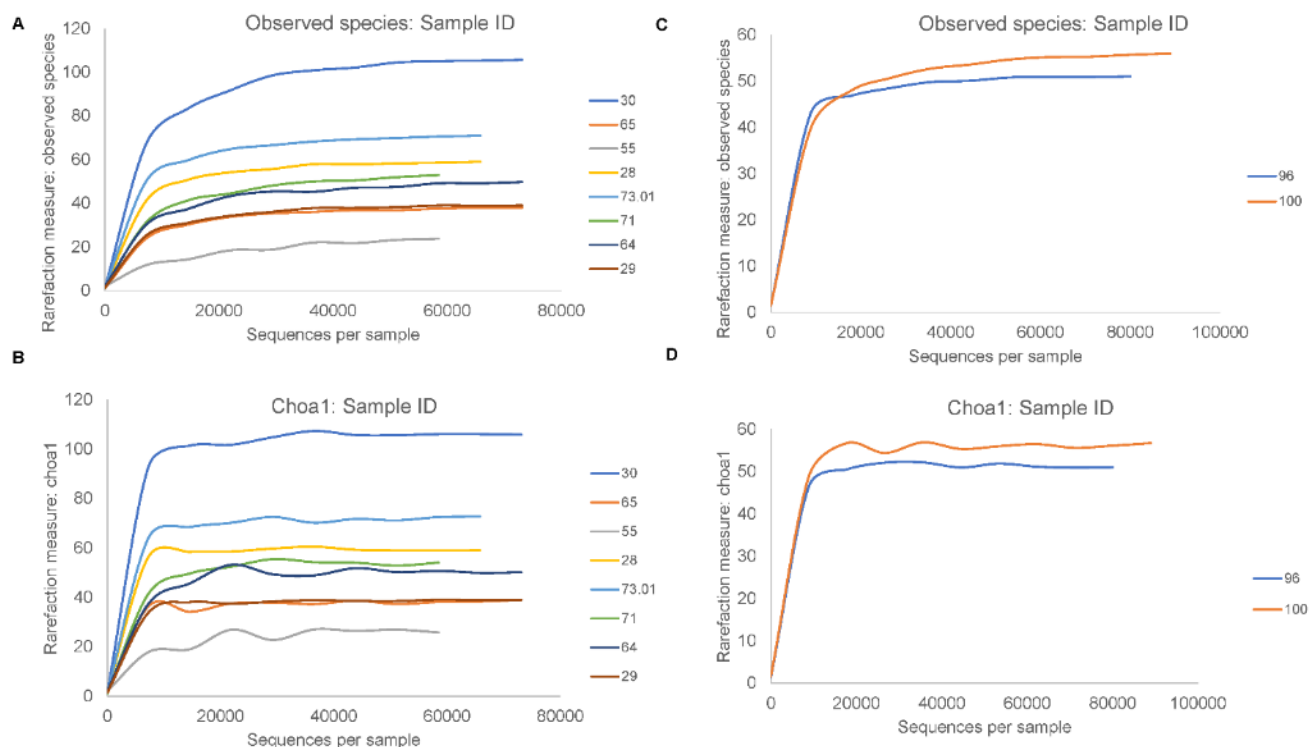 A
Observed species: Sample ID
Rarefaction measure: observed species
120
100
80
60
40
20
0
0 20000 40000 60000 80000
Sequences per sample
30
65
55
28
73.01
71
64
29
C
Observed species: Sample ID
Rarefaction measure: observed species
60
50
40
30
20
10
0
0 20000 40000 60000 80000 100000
Sequences per sample
96
100
B
Choa1: Sample ID
Rarefaction measure: choa1
120
100
80
60
40
20
0
0 20000 40000 60000 80000
Sequences per sample
30
65
55
28
73.01
71
64
29
D
Choa1: Sample ID
Rarefaction measure: choa1
60
50
40
30
20
10
0
0 20000 40000 60000 80000 100000
Sequences per sample
96
100